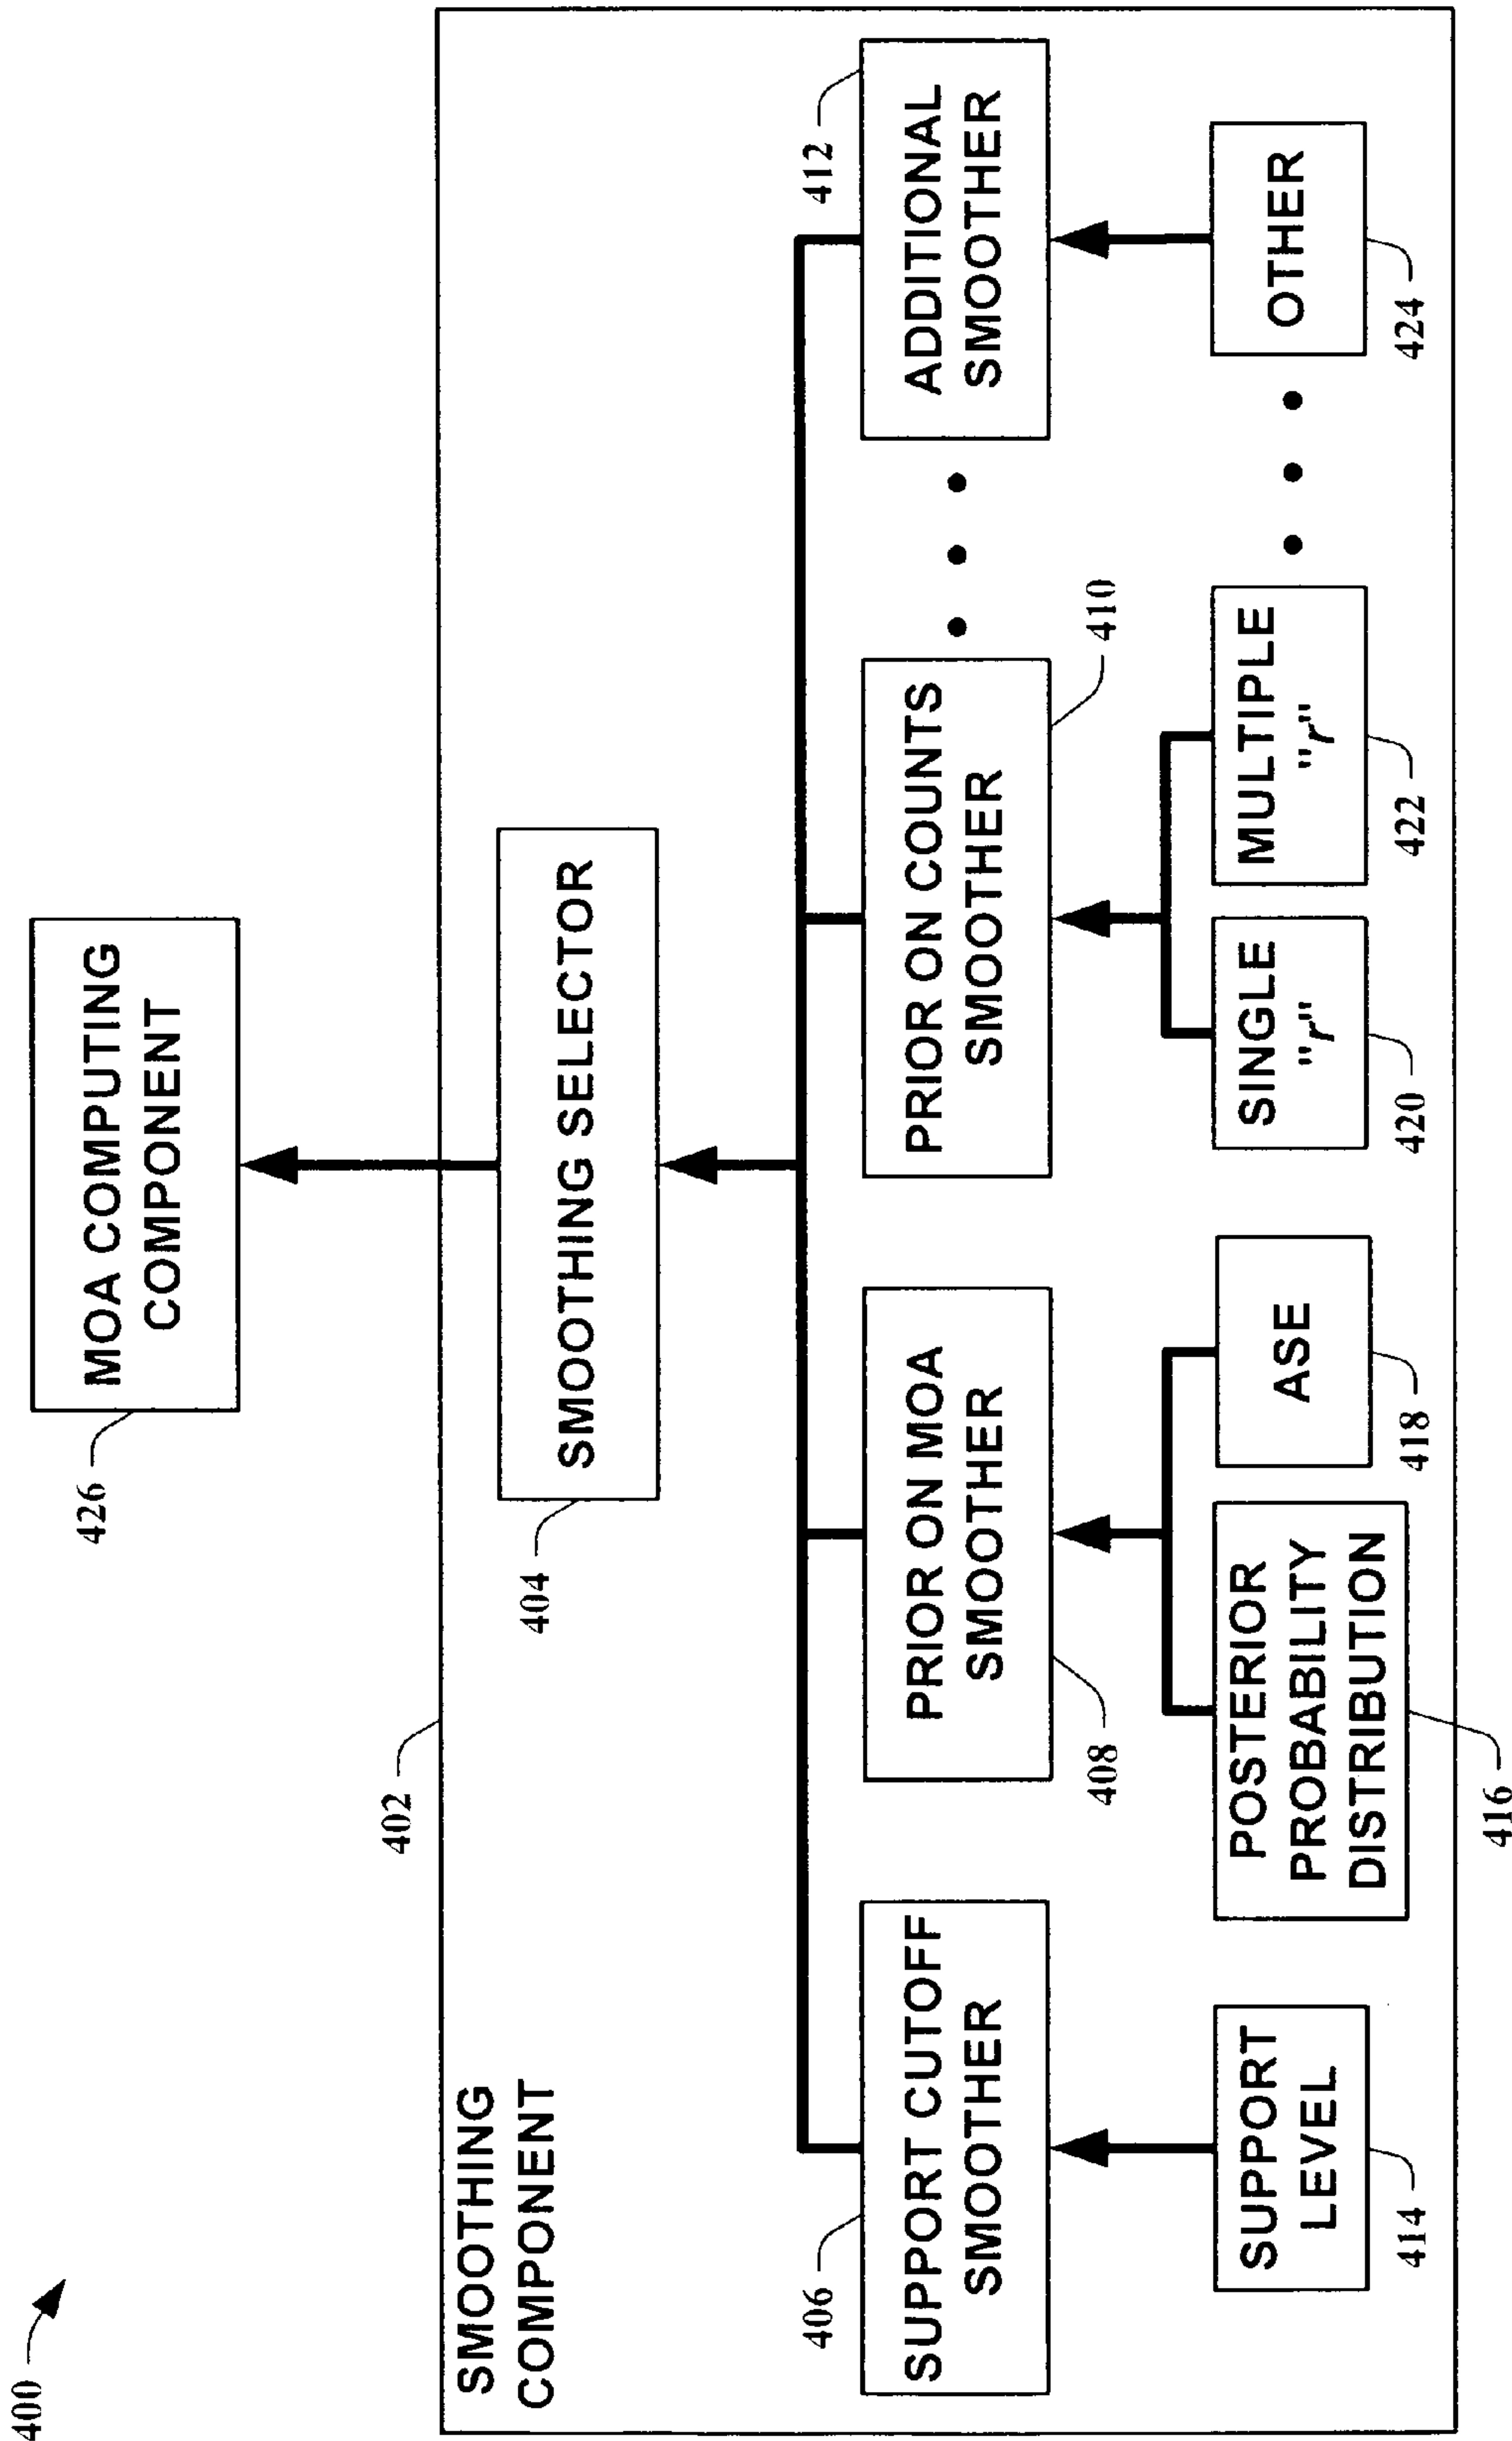 400
MOA COMPUTING
COMPONENT
426
402
SMOOTHING
COMPONENT
SMOOTHING SELECTOR
404
SUPPORT CUTOFF
SMOOTHER
406
PRIOR ON MOA
SMOOTHER
408
PRIOR ON COUNTS
SMOOTHER
410
ADDITIONAL
SMOOTHER
412
SUPPORT
LEVEL
414
POSTERIOR
PROBABILITY
DISTRIBUTION
416
ASE
418
SINGLE
"r"
420
MULTIPLE
"r"
422
OTHER
424